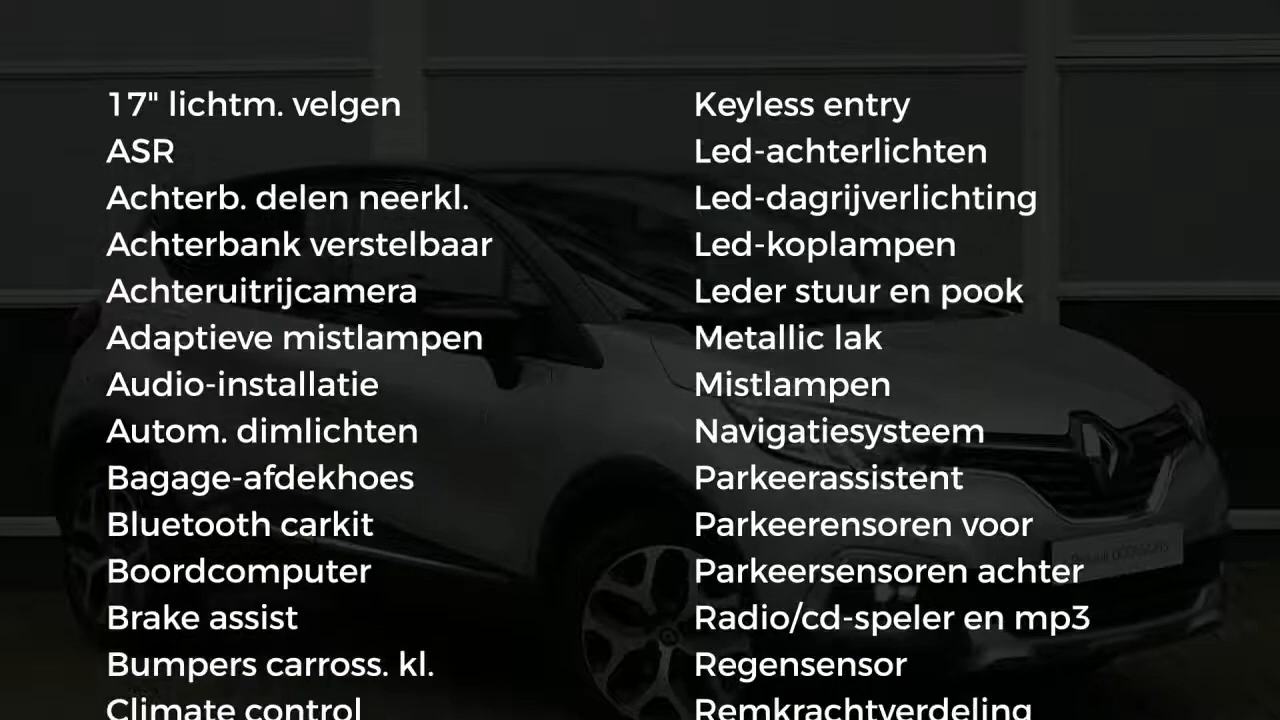 17" lichtm. velgen
ASR
Achterb. delen neerkl.
Achterbank verstelbaar
Achteruitrijcamera
Adaptieve mistlampen
Audio-installatie
Autom. dimlichten
Bagage-afdekhoes
Bluetooth carkit
Boordcomputer
Brake assist
Bumpers carross. kl.
Climate control
Keyless entry
Led-achterlichten
Led-dagrijverlichting
Led-koplampen
Leder stuur en pook
Metallic lak
Mistlampen
Navigatiesysteem
Parkeerassistent
Parkeerensoren voor
Parkeersensoren achter
Radio/cd-speler en mp3
Regensensor
Remkrachtverdeling